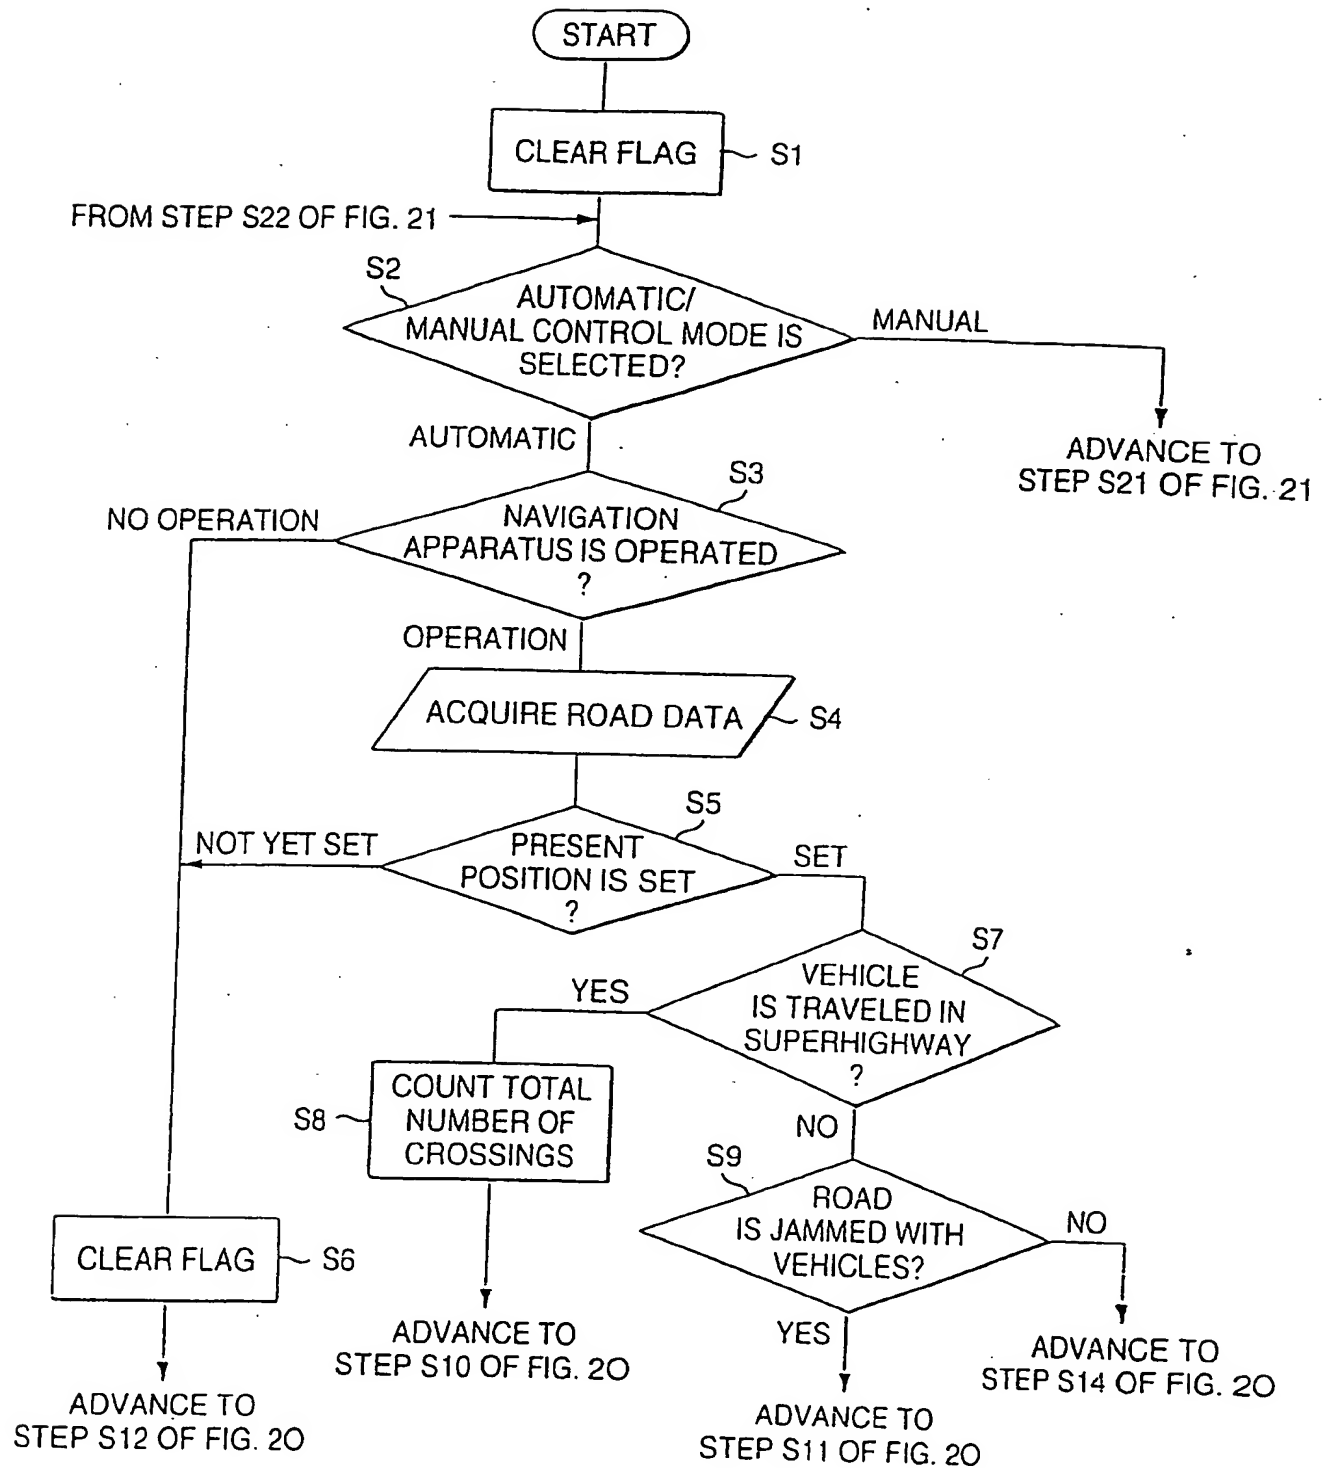 START
CLEAR FLAG
S1
FROM STEP S22 OF FIG. 21
S2
AUTOMATIC/
MANUAL CONTROL MODE IS
SELECTED?
MANUAL
ADVANCE TO
STEP S21 OF FIG. 21
AUTOMATIC
S3
NO OPERATION
NAVIGATION
APPARATUS IS OPERATED
?
OPERATION
ACQUIRE ROAD DATA
S4
S5
NOT YET SET
PRESENT
POSITION IS SET
?
SET
S7
YES
VEHICLE
IS TRAVELED IN
SUPERHIGHWAY
?
S8
COUNT TOTAL
NUMBER OF
CROSSINGS
NO
S9
ROAD
IS JAMMED WITH
VEHICLES?
NO
CLEAR FLAG
S6
YES
ADVANCE TO
STEP S10 OF FIG. 20
ADVANCE TO
STEP S14 OF FIG. 20
ADVANCE TO
STEP S12 OF FIG. 20
ADVANCE TO
STEP S11 OF FIG. 20